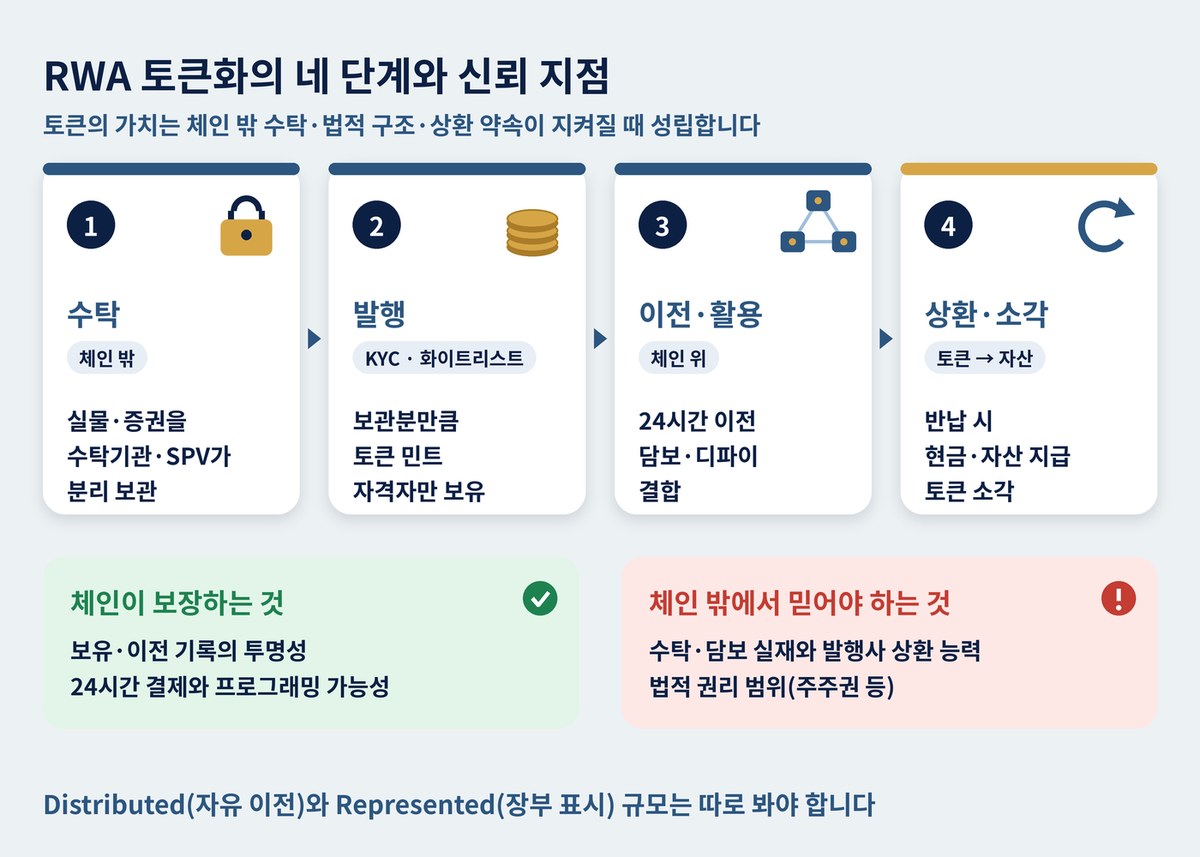 RWA 토큰화의 네 단계와 신뢰 지점
토큰의 가치는 체인 밖 수탁·법적 구조·상환 약속이 지켜질 때 성립합니다
1
수탁
체인 밖
실물·증권을
수탁기관·SPV가
분리 보관
2
발행
KYC · 화이트리스트
보관분만큼
토큰 민트
자격자만 보유
3
이전·활용
체인 위
24시간 이전
담보·디파이
결합
4
상환·소각
토큰 → 자산
반납 시
현금·자산 지급
토큰 소각
체인이 보장하는 것
보유·이전 기록의 투명성
24시간 결제와 프로그래밍 가능성
체인 밖에서 믿어야 하는 것
수탁·담보 실재와 발행사 상환 능력
법적 권리 범위(주주권 등)
Distributed(자유 이전)와 Represented(장부 표시) 규모는 따로 봐야 합니다